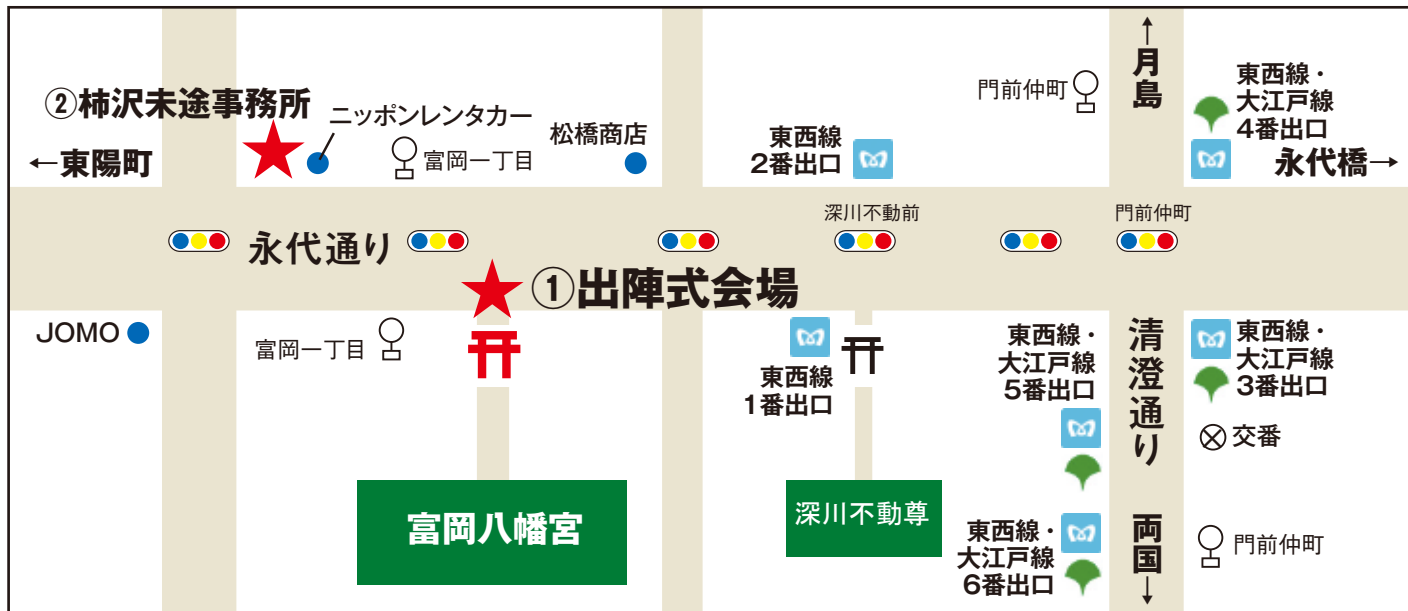 ②柿沢未途事務所
←東陽町
ニッポンレンタカー
富岡一丁目
松橋商店
東西線
2番出口
門前仲町
↑月島
東西線・
大江戸線
4番出口
永代橋→
永代通り
深川不動前
門前仲町
①出陣式会場
JOMO
富岡一丁目
東西線
1番出口
東西線・
大江戸線
5番出口
清澄通り
東西線・
大江戸線
3番出口
交番
富岡八幡宮
深川不動尊
東西線・
大江戸線
6番出口
両国↓
門前仲町